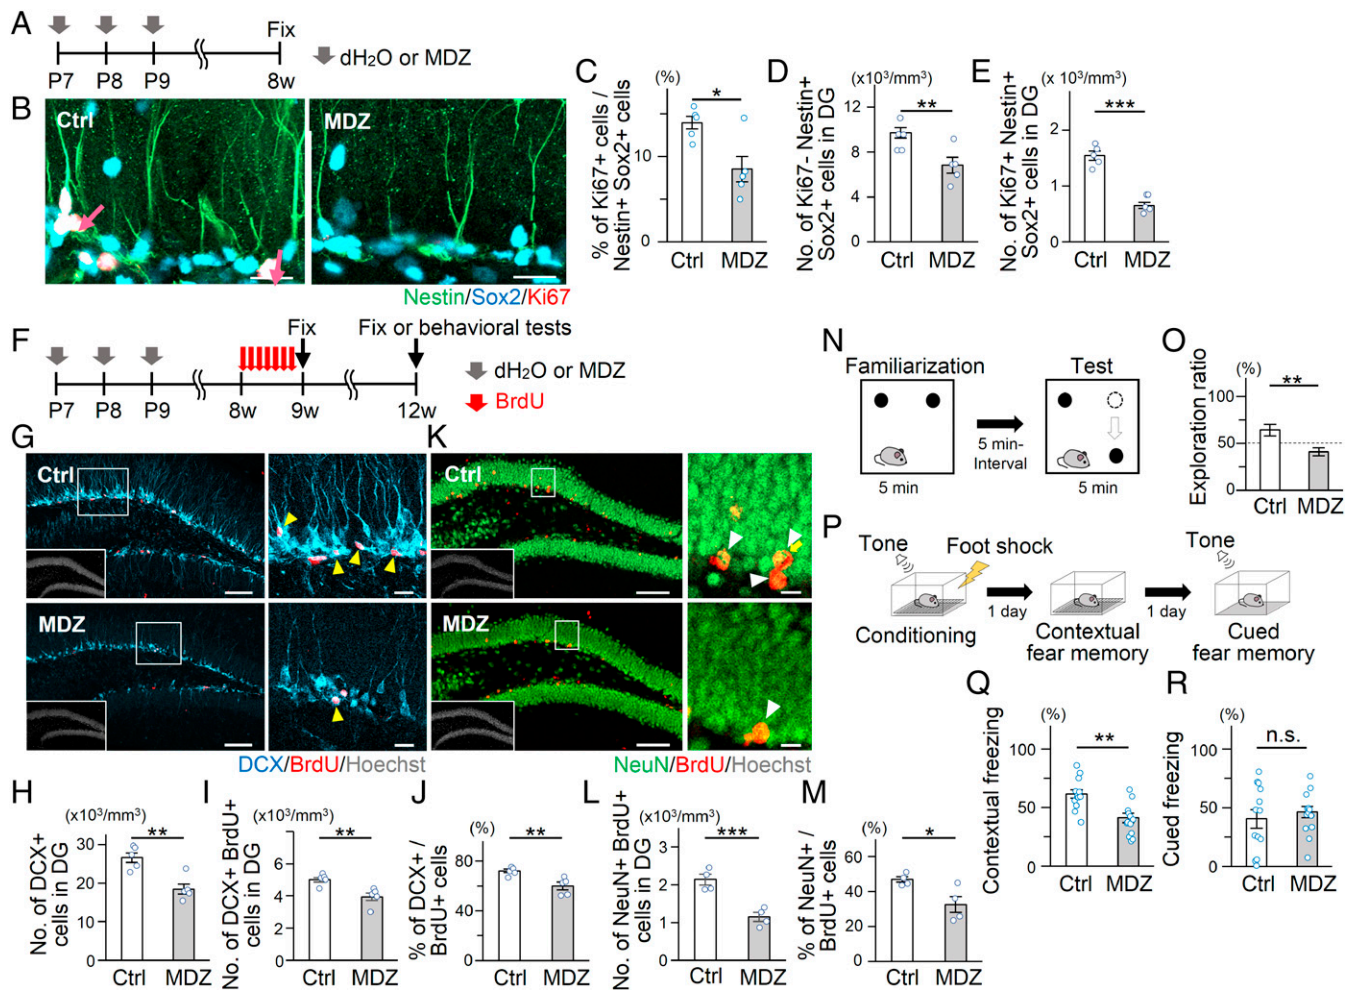 A
Fix
P7 P8 P9 8w
dH2O or MDZ
B
Ctrl
MDZ
Nestin/Sox2/Ki67
C
(%)
% of Ki67+ cells /
Nestin+ Sox2+ cells
*
10
0
Ctrl MDZ
D
(x10³/mm³)
No. of Ki67- Nestin+
Sox2+ cells in DG
**
12
8
4
0
Ctrl MDZ
E
(x 10³/mm³)
No. of Ki67+ Nestin+
Sox2+ cells in DG
***
2
1
0
Ctrl MDZ
F
Fix
Fix or behavioral tests
P7 P8 P9 8w 9w 12w
dH2O or MDZ
BrdU
G
Ctrl
MDZ
DCX/BrdU/Hoechst
K
Ctrl
MDZ
NeuN/BrdU/Hoechst
H
(x10³/mm³)
No. of DCX+
cells in DG
**
30
20
10
0
Ctrl MDZ
I
(x10³/mm³)
No. of DCX+ BrdU+
cells in DG
**
6
4
2
0
Ctrl MDZ
J
(%)
% of DCX+ /
BrdU+ cells
**
80
40
0
Ctrl MDZ
L
(x10³/mm³)
No. of NeuN+ BrdU+
cells in DG
***
3
2
1
0
Ctrl MDZ
M
(%)
% of NeuN+ /
BrdU+ cells
*
60
40
20
0
Ctrl MDZ
N
Familiarization
Test
5 min-
Interval
5 min
5 min
O
(%)
Exploration ratio
**
100
50
0
Ctrl MDZ
P
Tone
Foot shock
Tone
1 day
1 day
Conditioning
Contextual
fear memory
Cued
fear memory
Q
(%)
Contextual freezing
**
100
50
0
Ctrl MDZ
R
(%)
Cued freezing
n.s.
100
50
0
Ctrl MDZ